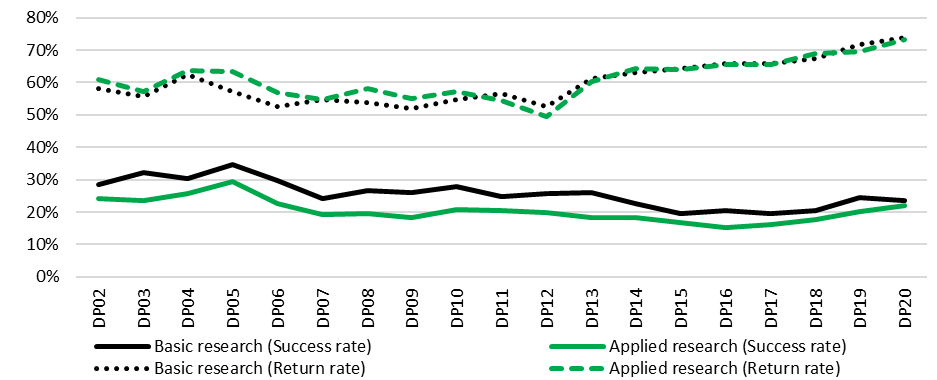 80%
70%
60%
50%
40%
30%
20%
10%
0%
DP02
DP03
DP04
DP05
DP06
DP07
DP08
DP09
DP10
DP11
DP12
DP13
DP14
DP15
DP16
DP17
DP18
DP19
DP20
Basic research (Success rate)
Applied research (Success rate)
Basic research (Return rate)
Applied research (Return rate)